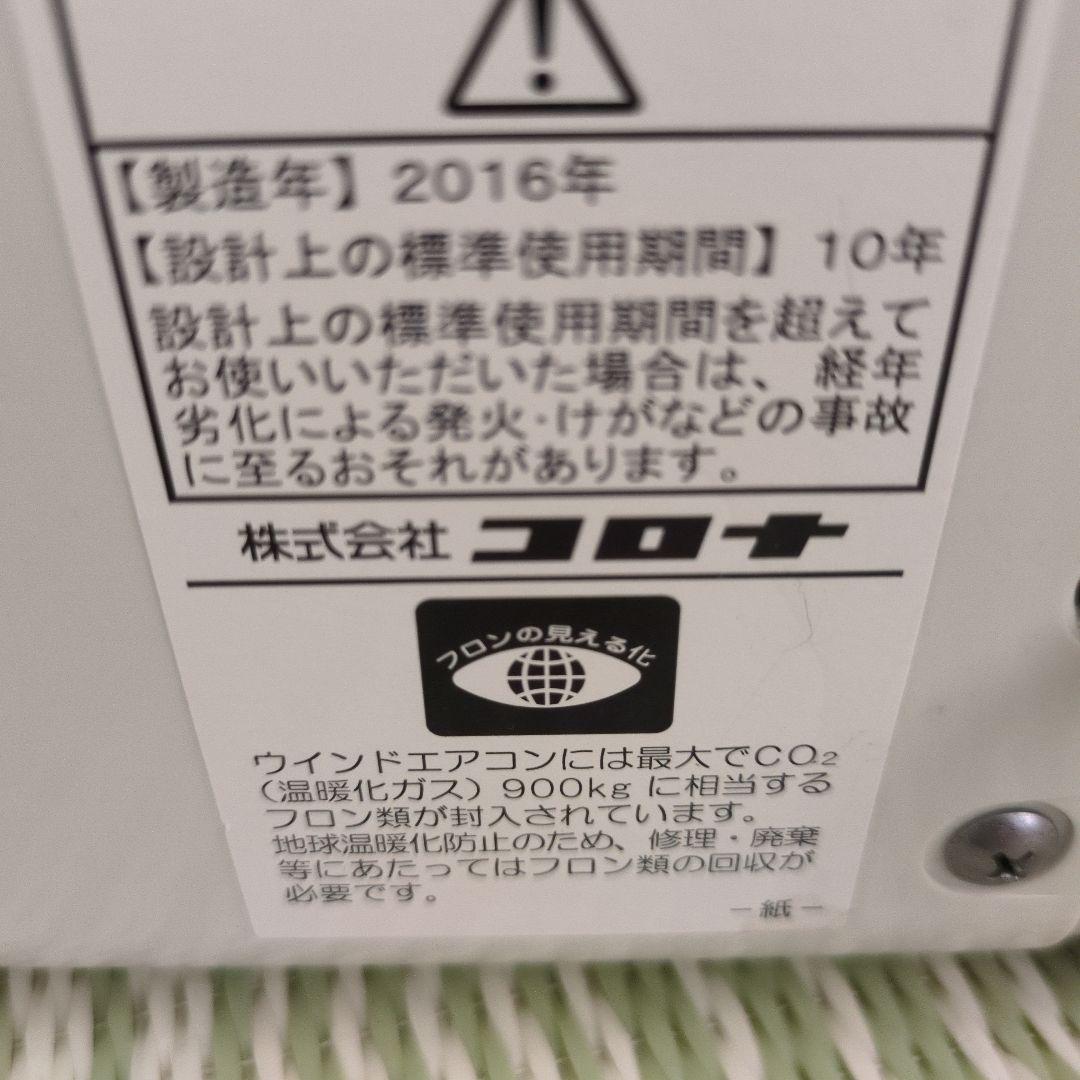 【製造年】2016年
【設計上の標準使用期間】10年
設計上の標準使用期間を超えて
お使いいただいた場合は、経年
劣化による発火・けがなどの事故
に至るおそれがあります。
株式会社 コロナ
フロンの見える化
ウインドエアコンには最大でCO₂
（温暖化ガス）900kg に相当する
フロン類が封入されています。
地球温暖化防止のため、修理・廃棄
等にあたってはフロン類の回収が
必要です。
－紙－